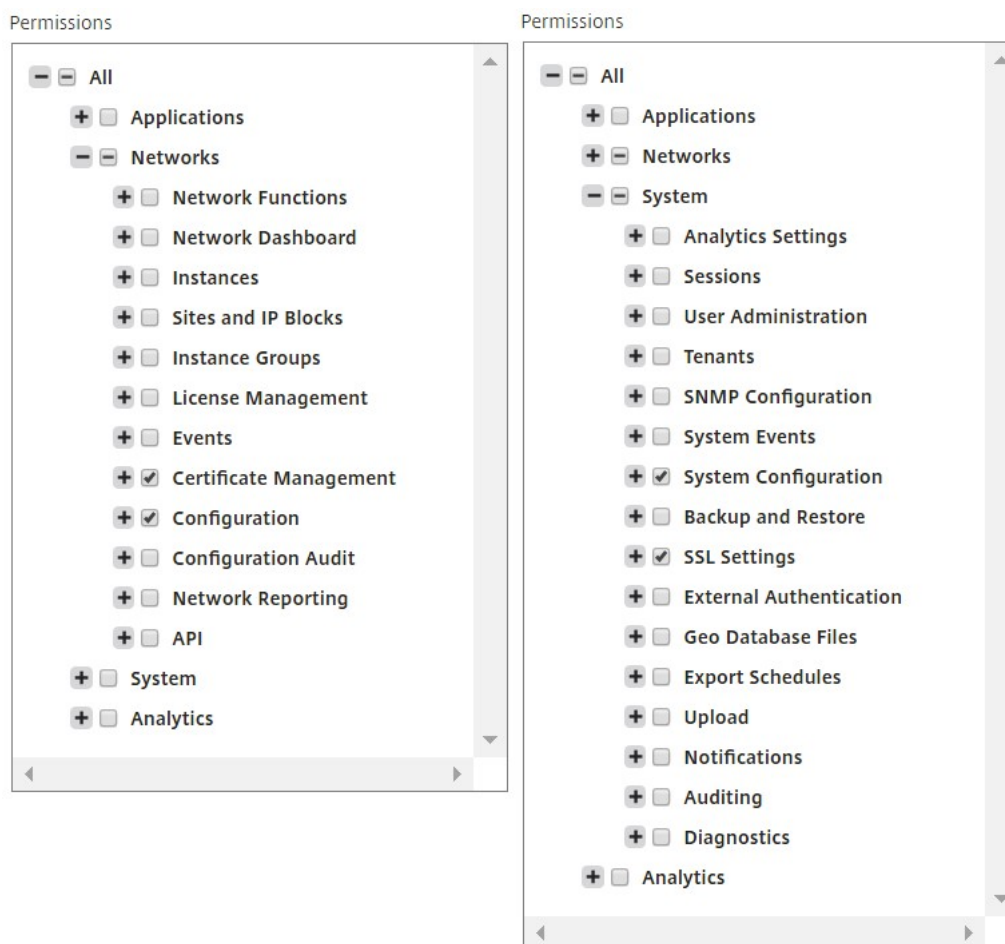 Permissions
All
Applications
Networks
Network Functions
Network Dashboard
Instances
Sites and IP Blocks
Instance Groups
License Management
Events
Certificate Management
Configuration
Configuration Audit
Network Reporting
API
System
Analytics
Permissions
All
Applications
Networks
System
Analytics Settings
Sessions
User Administration
Tenants
SNMP Configuration
System Events
System Configuration
Backup and Restore
SSL Settings
External Authentication
Geo Database Files
Export Schedules
Upload
Notifications
Auditing
Diagnostics
Analytics